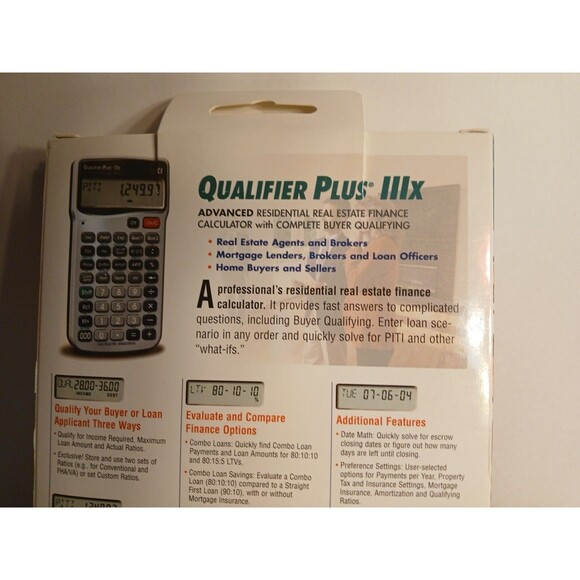 QUALIFIER PLUS® IIIX
ADVANCED RESIDENTIAL REAL ESTATE FINANCE
CALCULATOR with COMPLETE BUYER QUALIFYING
• Real Estate Agents and Brokers
• Mortgage Lenders, Brokers and Loan Officers
• Home Buyers and Sellers
A professional's residential real estate finance
calculator. It provides fast answers to complicated
questions, including Buyer Qualifying. Enter loan sce-
nario in any order and quickly solve for PITI and other
"what-ifs."
QUALIFIER PLUS IIIx
PITI 1,249.97
QUAL 28.00-36.00
INCOME DEBT
Qualify Your Buyer or Loan
Applicant Three Ways
• Qualify for Income Required, Maximum
Loan Amount and Actual Ratios.
• Exclusive! Store and use two sets of
Ratios (e.g., for Conventional and
FHA/VA) or set Custom Ratios.
LTV 80-10-10
%
Evaluate and Compare
Finance Options
• Combo Loans: Quickly find Combo Loan
Payments and Loan Amounts for 80:10:10
and 80:15:5 LTVs.
• Combo Loan Savings: Evaluate a Combo
Loan (80:10:10) compared to a Straight
First Loan (90:10), with or without
Mortgage Insurance.
TUE 07-06-04
Additional Features
• Date Math: Quickly solve for escrow
closing dates or figure out how many
days are left until closing.
• Preference Settings: User-selected
options for Payments per Year, Property
Tax and Insurance Settings, Mortgage
Insurance, Amortization and Qualifying
Ratios.